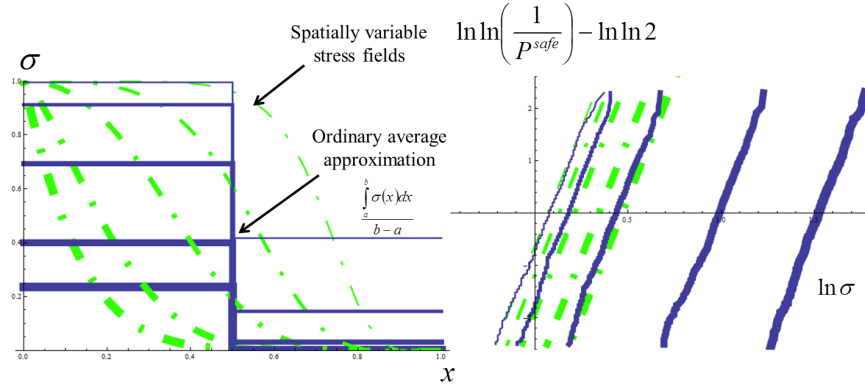 Spatially variable
stress fields
Ordinary average
approximation
∫_a^b σ(x)dx / (b − a)
σ
1.0
0.8
0.6
0.4
0.2
0.0
0.2
0.4
0.6
0.8
1.0
x
ln ln(1/P^safe) − ln ln 2
2
1
0.5
ln σ